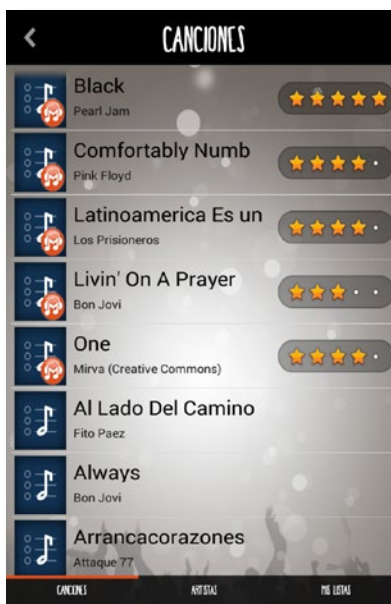 CANCIONES
Black
Pearl Jam
Comfortably Numb
Pink Floyd
Latinoamerica Es un
Los Prisioneros
Livin' On A Prayer
Bon Jovi
One
Mirva (Creative Commons)
Al Lado Del Camino
Fito Paez
Always
Bon Jovi
Arrancacorazones
Attaque 77
CANCIONES ARTISTAS MIS LISTAS